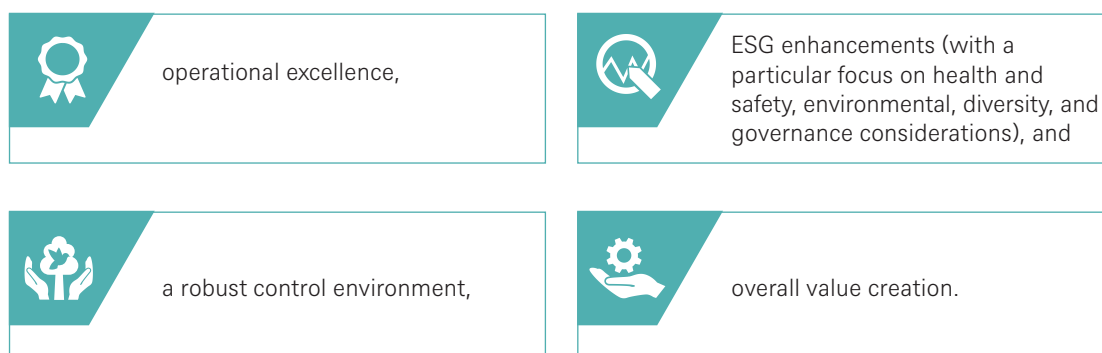 operational excellence,
a robust control environment,
ESG enhancements (with a
particular focus on health and
safety, environmental, diversity, and
governance considerations), and
overall value creation.